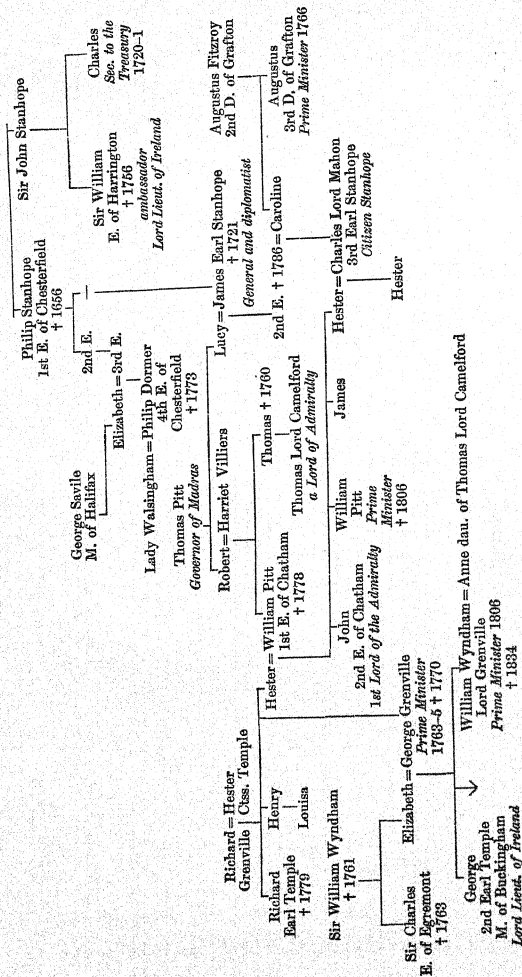 Sir John Stanhope
Charles
Sec. to the
Treasury
1720–1
Sir William
E. of Harrington
† 1756
ambassador
Lord Lieut. of Ireland
Philip Stanhope
1st E. of Chesterfield
† 1656
2nd E.
—
George Savile
M. of Halifax
Elizabeth=3rd E.
Lady Walsingham=Philip Dormer
4th E. of
Chesterfield
† 1773
Augustus Fitzroy
2nd D. of Grafton
Thomas Pitt
Governor of Madras
Lucy=James Earl Stanhope
† 1721
General and diplomatist
Robert=Harriet Villiers
2nd E. † 1786=Caroline
Augustus
3rd D. of Grafton
Prime Minister 1766
Richard=Hester
Grenville Ctss. Temple
Hester=William Pitt
1st E. of Chatham
† 1778
Thomas † 1760
Thomas Lord Camelford
a Lord of Admiralty
Richard
Earl Temple
† 1779
Henry
Louisa
John
2nd E. of Chatham
1st Lord of the Admiralty
William
Pitt
Prime
Minister
† 1806
James
Hester=Charles Lord Mahon
3rd Earl Stanhope
Citizen Stanhope
Hester
Sir William Wyndham
† 1761
Sir Charles
E. of Egremont
† 1763
Elizabeth=George Grenville
Prime Minister
1763–5 † 1770
George
2nd Earl Temple
M. of Buckingham
Lord Lieut. of Ireland
William Wyndham=Anne dau. of Thomas Lord Camelford
Lord Grenville
Prime Minister 1806
† 1834